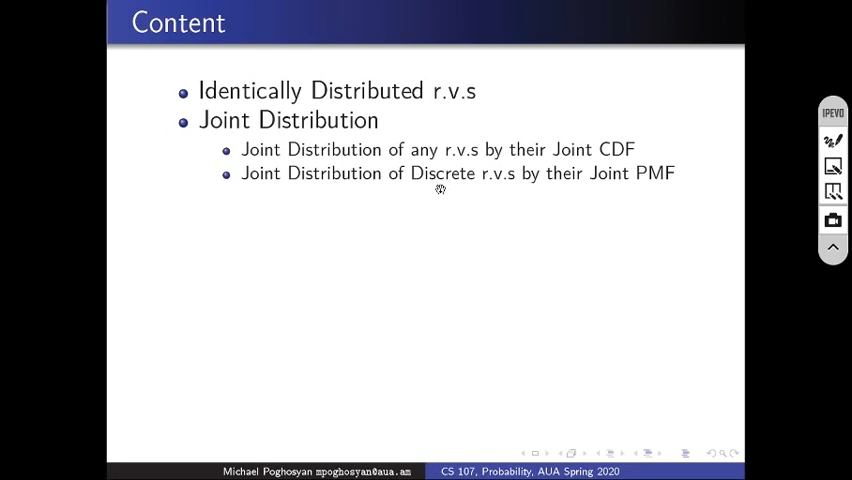 Content
Identically Distributed r.v.s
Joint Distribution
Joint Distribution of any r.v.s by their Joint CDF
Joint Distribution of Discrete r.v.s by their Joint PMF
IPEVO
Michael Poghosyan mpoghosyan@aua.am
CS 107, Probability, AUA Spring 2020